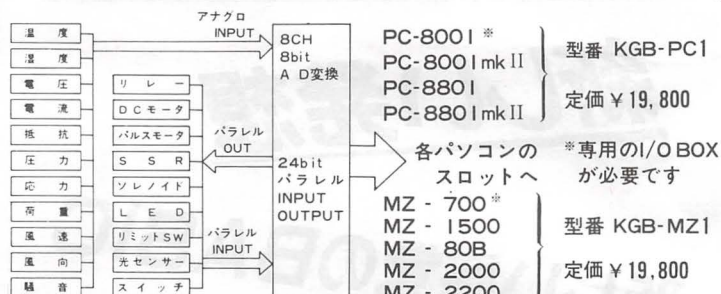 アナグロ
INPUT
温度
湿度
電圧
電流
抵抗
圧力
応力
荷重
風速
風向
騒音
リレー
DCモータ
パルスモータ
SSR
ソレノイド
LED
リミットSW
光センサー
スイッチ
パラレル
OUT
パラレル
INPUT
8CH
8bit
A D変換
24bit
パラレル
INPUT
OUTPUT
PC-8001※
PC-8001mkII
PC-8801
PC-8801mkII
型番 KGB-PC1
定価￥19,800
各パソコンの
スロットへ
※専用のI/O BOX
が必要です
MZ - 700※
MZ - 1500
MZ - 80B
MZ - 2000
MZ - 2200
型番 KGB-MZ1
定価￥19,800